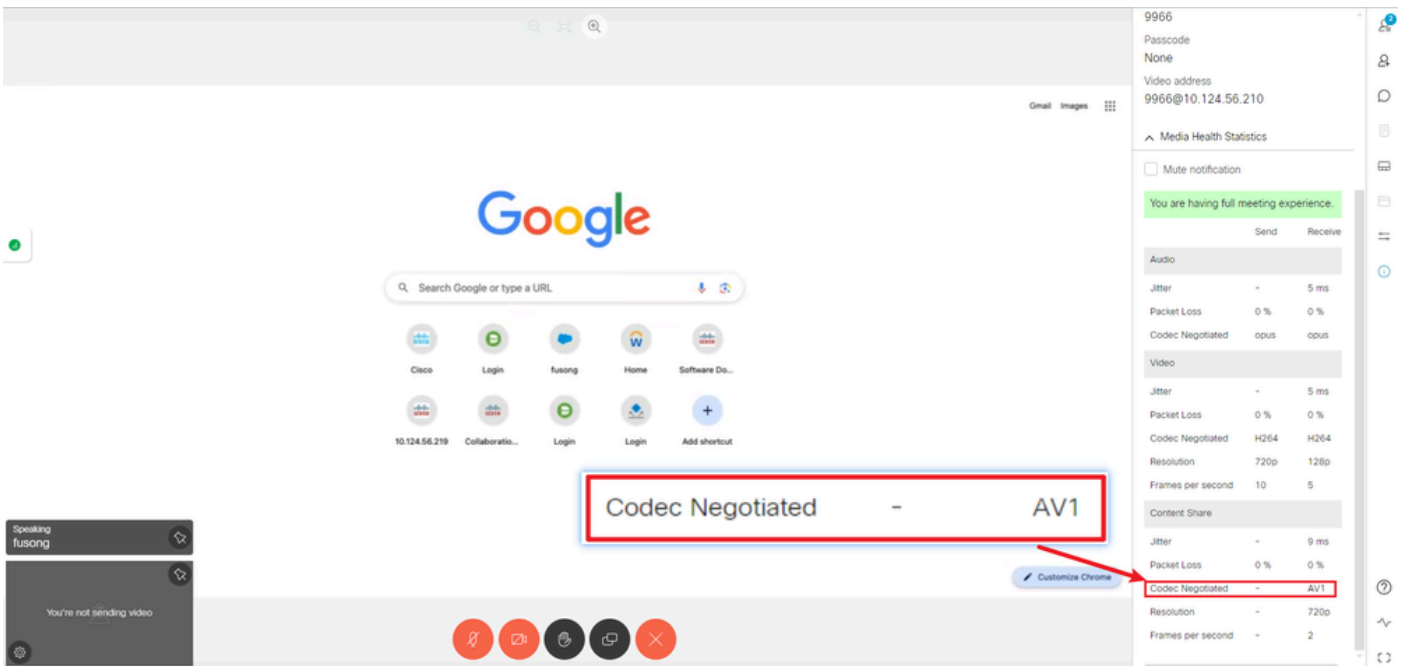 Gmail Images
Google
Search Google or type a URL
Cisco Login fusong Home Software Do...
10.124.56.219 Collaboratio... Login Login Add shortcut
Codec Negotiated - AV1
Customize Chrome
Speaking
fusong
You're not sending video
9966
Passcode
None
Video address
9966@10.124.56.210
Media Health Statistics
Mute notification
You are having full meeting experience.
Send Receive
Audio
Jitter - 5 ms
Packet Loss 0 % 0 %
Codec Negotiated opus opus
Video
Jitter - 5 ms
Packet Loss 0 % 0 %
Codec Negotiated H264 H264
Resolution 720p 128p
Frames per second 10 5
Content Share
Jitter - 9 ms
Packet Loss 0 % 0 %
Codec Negotiated - AV1
Resolution - 720p
Frames per second - 2
2